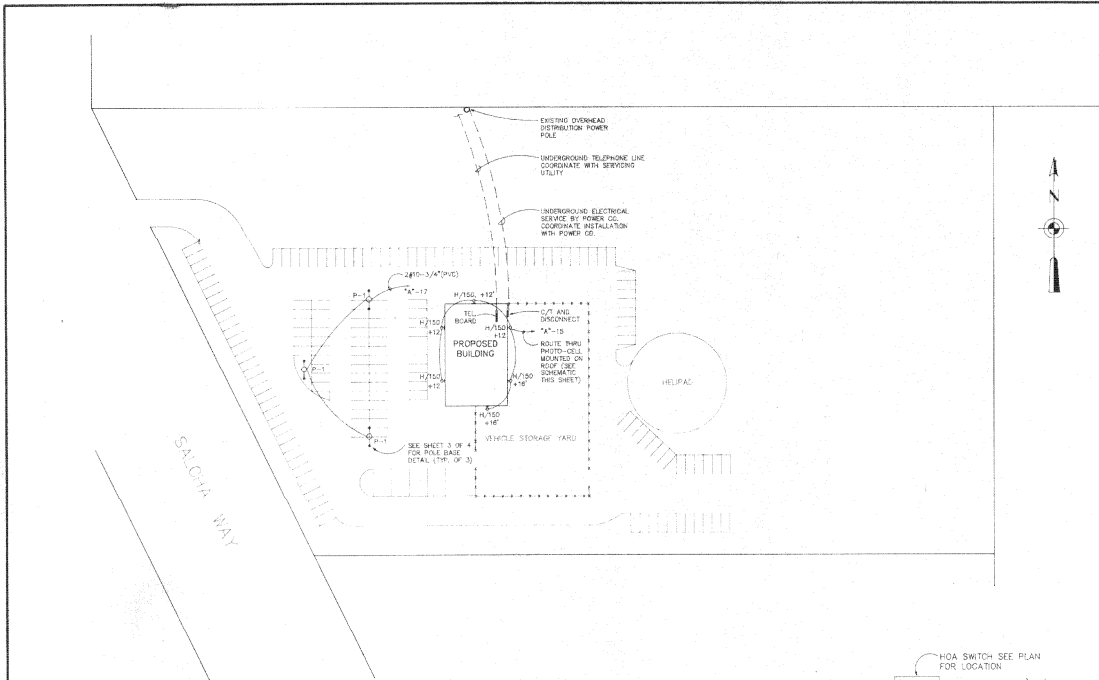 EXISTING OVERHEAD
DISTRIBUTION POWER
POLE
UNDERGROUND TELEPHONE LINE
COORDINATE WITH SERVICING
UTILITY
UNDERGROUND ELECTRICAL
SERVICE BY POWER CO.
COORDINATE INSTALLATION
WITH POWER CO.
N
2#10-3/4"(PVC)
"A"-17
P-1
H/150, +12'
TEL
BOARD
C/T AND
DISCONNECT
H/150
+12'
H/150
+12'
"A"-15
PROPOSED
BUILDING
ROUTE THRU
PHOTO-CELL
MOUNTED ON
ROOF (SEE
SCHEMATIC
THIS SHEET)
P-1
H/150
+12'
H/150
+16'
HELIPAD
H/150
+16'
P-1
SEE SHEET 3 OF 4
FOR POLE BASE
DETAIL (TYP. OF 3)
VEHICLE STORAGE YARD
SALCHA WAY
HOA SWITCH SEE PLAN
FOR LOCATION